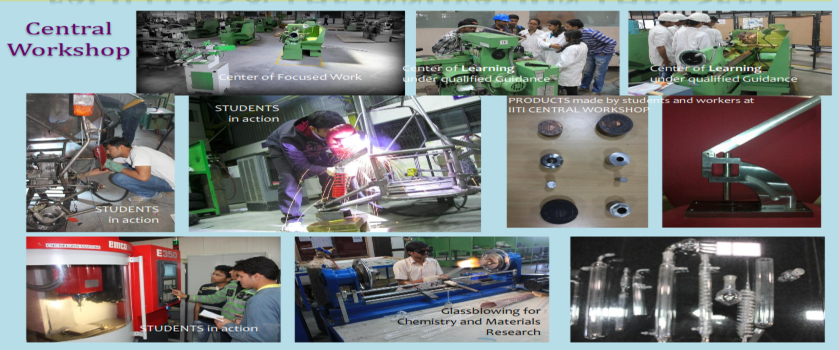 Central
Workshop
Center of Focused Work
Center of Learning
under qualified Guidance
Center of Learning
under qualified Guidance
STUDENTS
in action
STUDENTS
in action
PRODUCTS made by students and workers at
IITI CENTRAL WORKSHOP
EMCO
E350
STUDENTS in action
Glassblowing for
Chemistry and Materials
Research